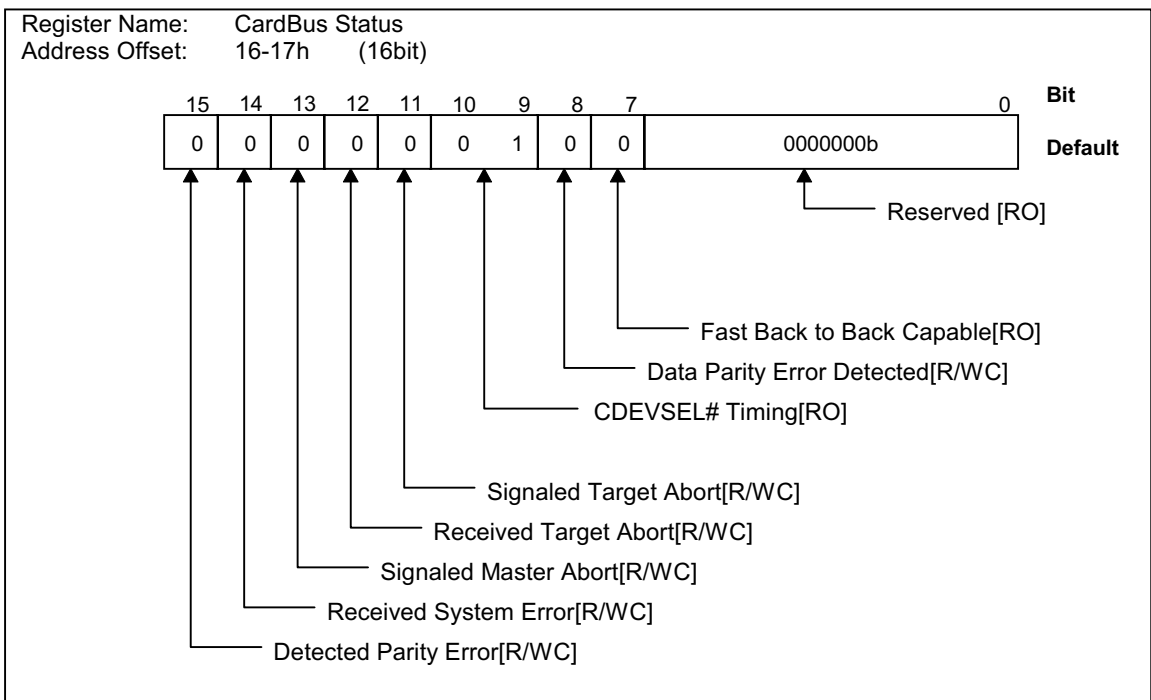 Register Name: CardBus Status
Address Offset: 16-17h (16bit)
15 14 13 12 11 10 9 8 7 0 Bit
0 0 0 0 0 0 1 0 0 0000000b Default
Reserved [RO]
Fast Back to Back Capable[RO]
Data Parity Error Detected[R/WC]
CDEVSEL# Timing[RO]
Signaled Target Abort[R/WC]
Received Target Abort[R/WC]
Signaled Master Abort[R/WC]
Received System Error[R/WC]
Detected Parity Error[R/WC]